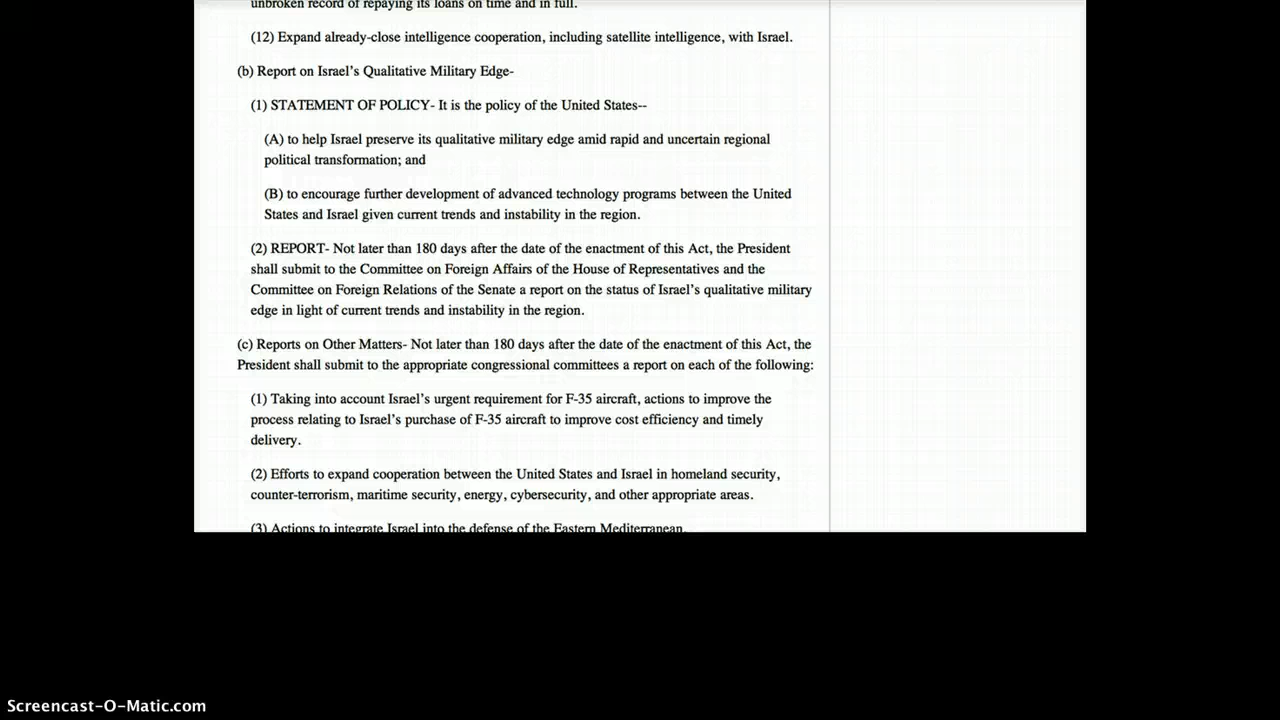 unbroken record of repaying its loans on time and in full.
(12) Expand already-close intelligence cooperation, including satellite intelligence, with Israel.
(b) Report on Israel’s Qualitative Military Edge-
(1) STATEMENT OF POLICY- It is the policy of the United States--
(A) to help Israel preserve its qualitative military edge amid rapid and uncertain regional
political transformation; and
(B) to encourage further development of advanced technology programs between the United
States and Israel given current trends and instability in the region.
(2) REPORT- Not later than 180 days after the date of the enactment of this Act, the President
shall submit to the Committee on Foreign Affairs of the House of Representatives and the
Committee on Foreign Relations of the Senate a report on the status of Israel’s qualitative military
edge in light of current trends and instability in the region.
(c) Reports on Other Matters- Not later than 180 days after the date of the enactment of this Act, the
President shall submit to the appropriate congressional committees a report on each of the following:
(1) Taking into account Israel’s urgent requirement for F-35 aircraft, actions to improve the
process relating to Israel’s purchase of F-35 aircraft to improve cost efficiency and timely
delivery.
(2) Efforts to expand cooperation between the United States and Israel in homeland security,
counter-terrorism, maritime security, energy, cybersecurity, and other appropriate areas.
(3) Actions to integrate Israel into the defense of the Eastern Mediterranean.
Screencast-O-Matic.com